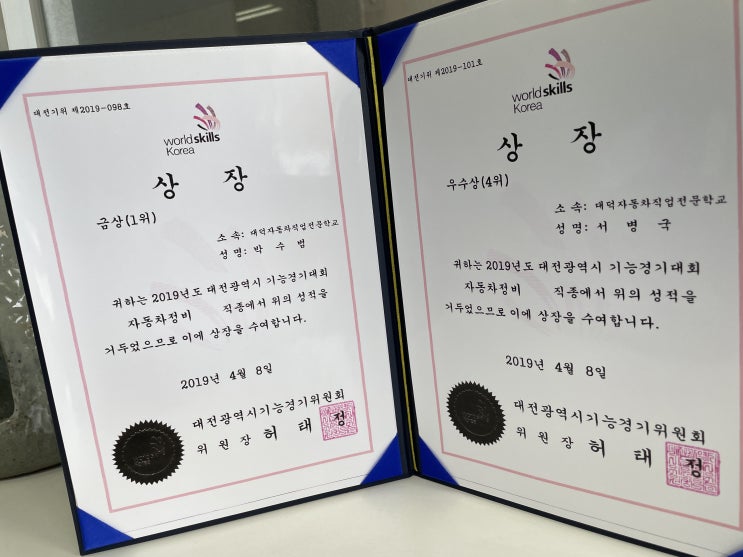 대전기위 제2019-098호
worldskills
Korea
상 장
금상(1위)
소 속: 대덕자동차직업전문학교
성 명: 박 수 범
귀하는 2019년도 대전광역시 기능경기대회
자동차정비 직종에서 위의 성적을
거두었으므로 이에 상장을 수여합니다.
2019년 4월 8일
대전광역시기능경기위원회
위 원 장 허 태 정
대전기위 제2019-101호
worldskills
Korea
상 장
우수상(4위)
소 속: 대덕자동차직업전문학교
성 명: 서 병 국
귀하는 2019년도 대전광역시 기능경기대회
자동차정비 직종에서 위의 성적을
거두었으므로 이에 상장을 수여합니다.
2019년 4월 8일
대전광역시기능경기위원회
위 원 장 허 태 정